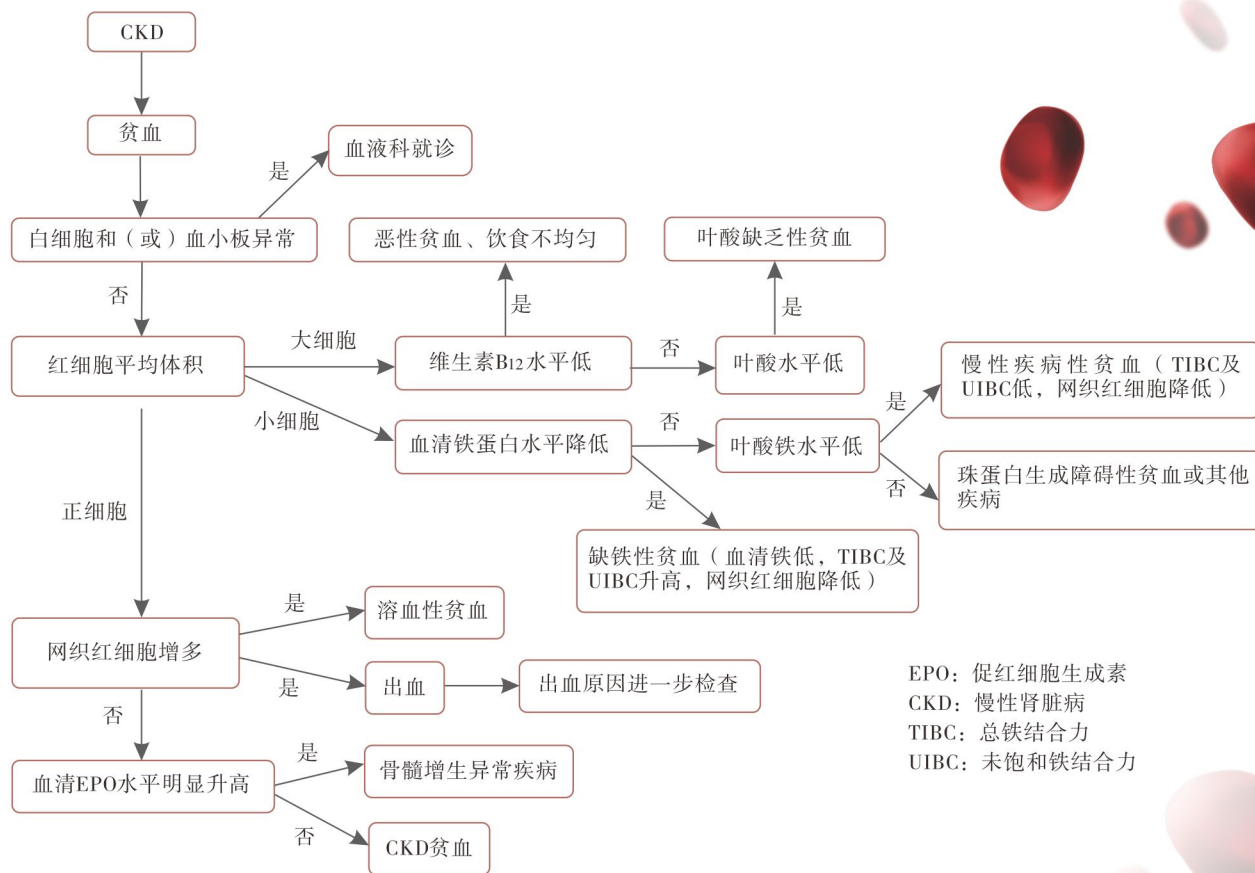 CKD
贫血
血液科就诊
是
白细胞和（或）血小板异常
恶性贫血、饮食不均匀
叶酸缺乏性贫血
否
是
是
红细胞平均体积
大细胞
维生素B12水平低
否
叶酸水平低
慢性疾病性贫血（TIBC及
UIBC低，网织红细胞降低）
是
小细胞
血清铁蛋白水平降低
否
叶酸铁水平低
否
珠蛋白生成障碍性贫血或其他
疾病
是
正细胞
缺铁性贫血（血清铁低，TIBC及
UIBC升高，网织红细胞降低）
是
溶血性贫血
网织红细胞增多
是
出血
出血原因进一步检查
否
是
骨髓增生异常疾病
血清EPO水平明显升高
否
CKD贫血
EPO：促红细胞生成素
CKD：慢性肾脏病
TIBC：总铁结合力
UIBC：未饱和铁结合力